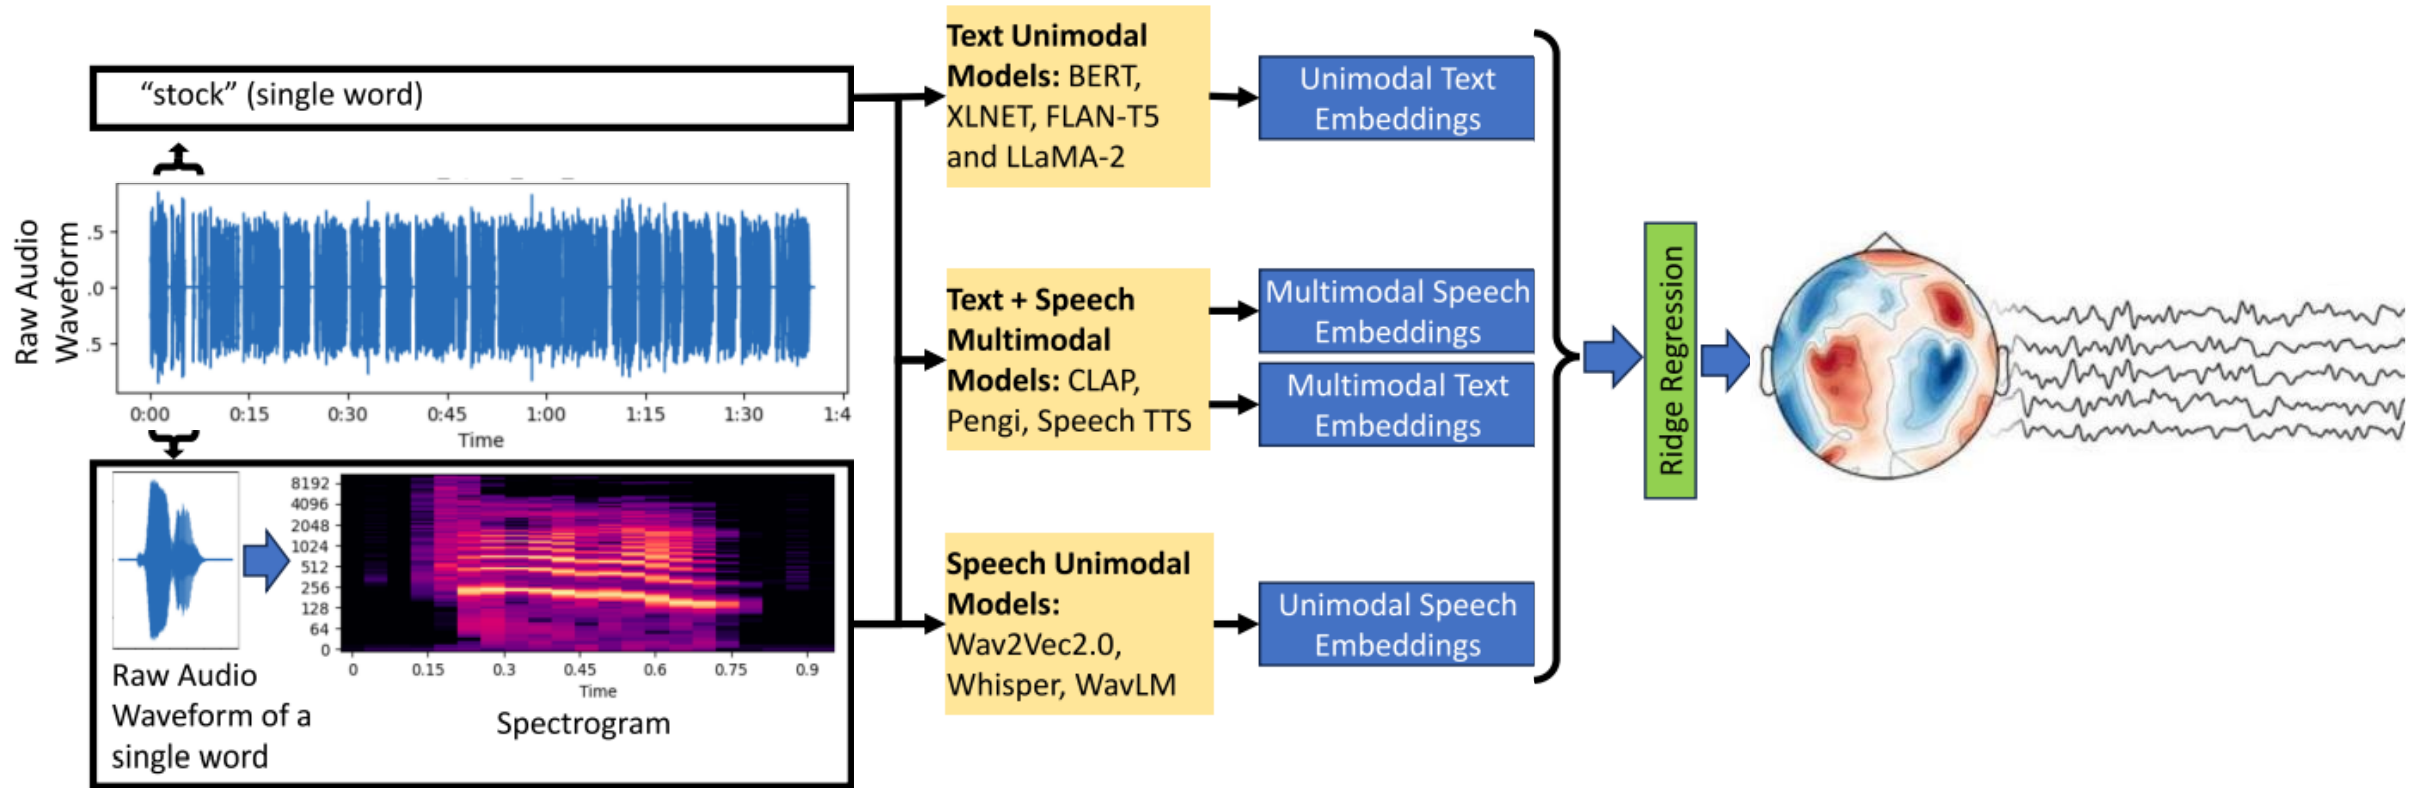 “stock” (single word)
Raw Audio
Waveform
.5
.0
.5
0:00 0:15 0:30 0:45 1:00 1:15 1:30 1:4
Time
8192
4096
2048
1024
512
256
128
64
0
0 0.15 0.3 0.45 0.6 0.75 0.9
Time
Spectrogram
Raw Audio
Waveform of a
single word
Text Unimodal
Models: BERT,
XLNET, FLAN-T5
and LLaMA-2
Text + Speech
Multimodal
Models: CLAP,
Pengi, Speech TTS
Speech Unimodal
Models:
Wav2Vec2.0,
Whisper, WavLM
Unimodal Text
Embeddings
Multimodal Speech
Embeddings
Multimodal Text
Embeddings
Unimodal Speech
Embeddings
Ridge Regression